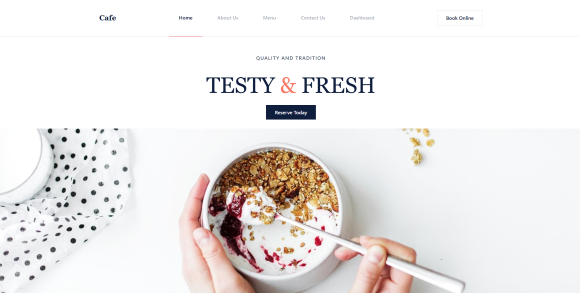 Cafe
Home
About Us
Menu
Contact Us
Dashboard
Book Online
QUALITY AND TRADITION
TESTY & FRESH
Reserve Today